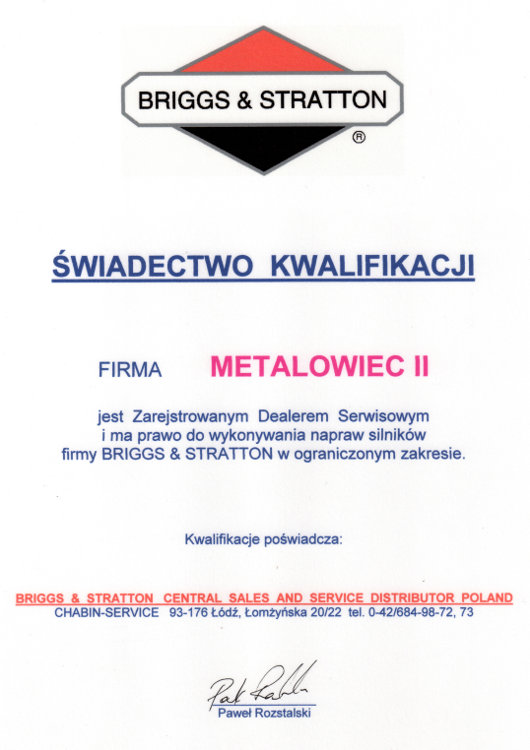 BRIGGS & STRATTON
®
ŚWIADECTWO KWALIFIKACJI
FIRMA METALOWIEC II
jest Zarejstrowanym Dealerem Serwisowym
i ma prawo do wykonywania napraw silników
firmy BRIGGS & STRATTON w ograniczonym zakresie.
Kwalifikacje poświadcza:
BRIGGS & STRATTON CENTRAL SALES AND SERVICE DISTRIBUTOR POLAND
CHABIN-SERVICE 93-176 Łódź, Łomżyńska 20/22 tel. 0-42/684-98-72, 73
Paweł Rozstalski